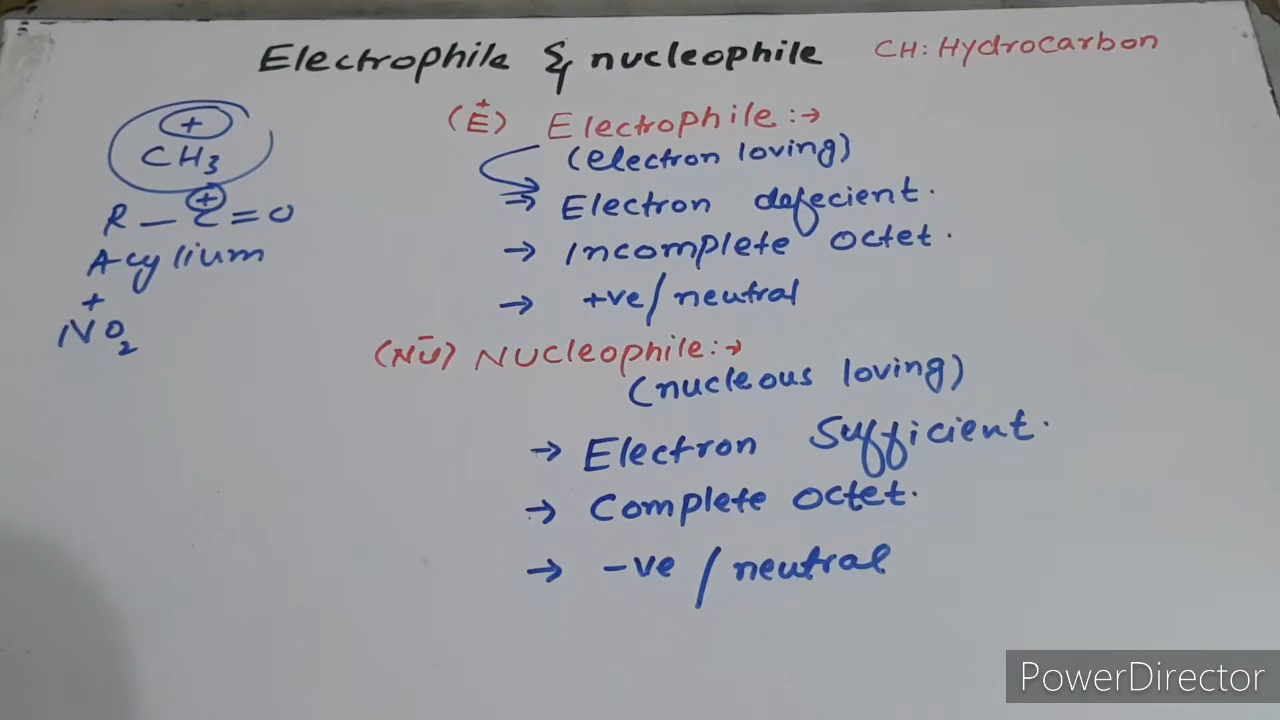 Electrophile & nucleophile CH: Hydrocarbon
+
CH3
+
R — C = O
Acylium
+
NO2
+
(E) Electrophile :→
(electron loving)
⇒ Electron defecient.
→ Incomplete octet.
→ +ve / neutral
(NŪ) Nucleophile :→
(nucleous loving)
→ Electron Sufficient.
→ Complete octet.
→ -ve / neutral
PowerDirector